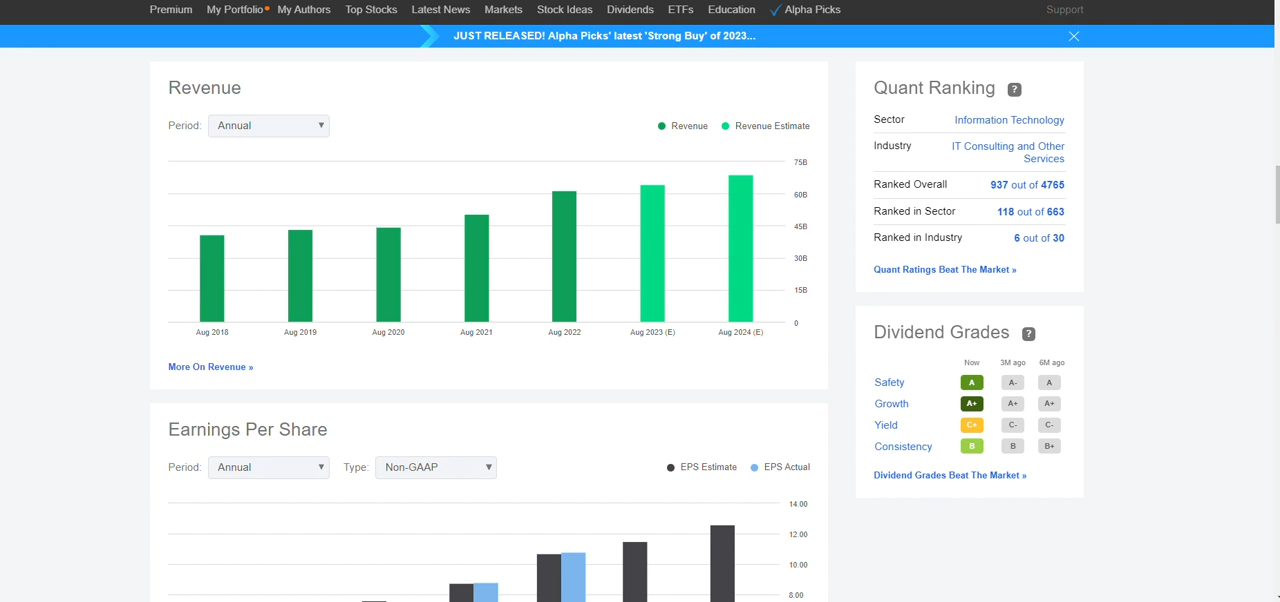 Premium My Portfolio My Authors Top Stocks Latest News Markets Stock Ideas Dividends ETFs Education Alpha Picks Support
JUST RELEASED! Alpha Picks' latest 'Strong Buy' of 2023...
Revenue
Period: Annual
Revenue Revenue Estimate
75B
60B
45B
30B
15B
0
Aug 2018 Aug 2019 Aug 2020 Aug 2021 Aug 2022 Aug 2023 (E) Aug 2024 (E)
More On Revenue »
Earnings Per Share
Period: Annual Type: Non-GAAP
EPS Estimate EPS Actual
14.00
12.00
10.00
8.00
Quant Ranking ?
Sector Information Technology
Industry IT Consulting and Other
Services
Ranked Overall 937 out of 4765
Ranked in Sector 118 out of 663
Ranked in Industry 6 out of 30
Quant Ratings Beat The Market »
Dividend Grades ?
Now 3M ago 6M ago
Safety A A- A
Growth A+ A+ A+
Yield C+ C- C-
Consistency B B B+
Dividend Grades Beat The Market »